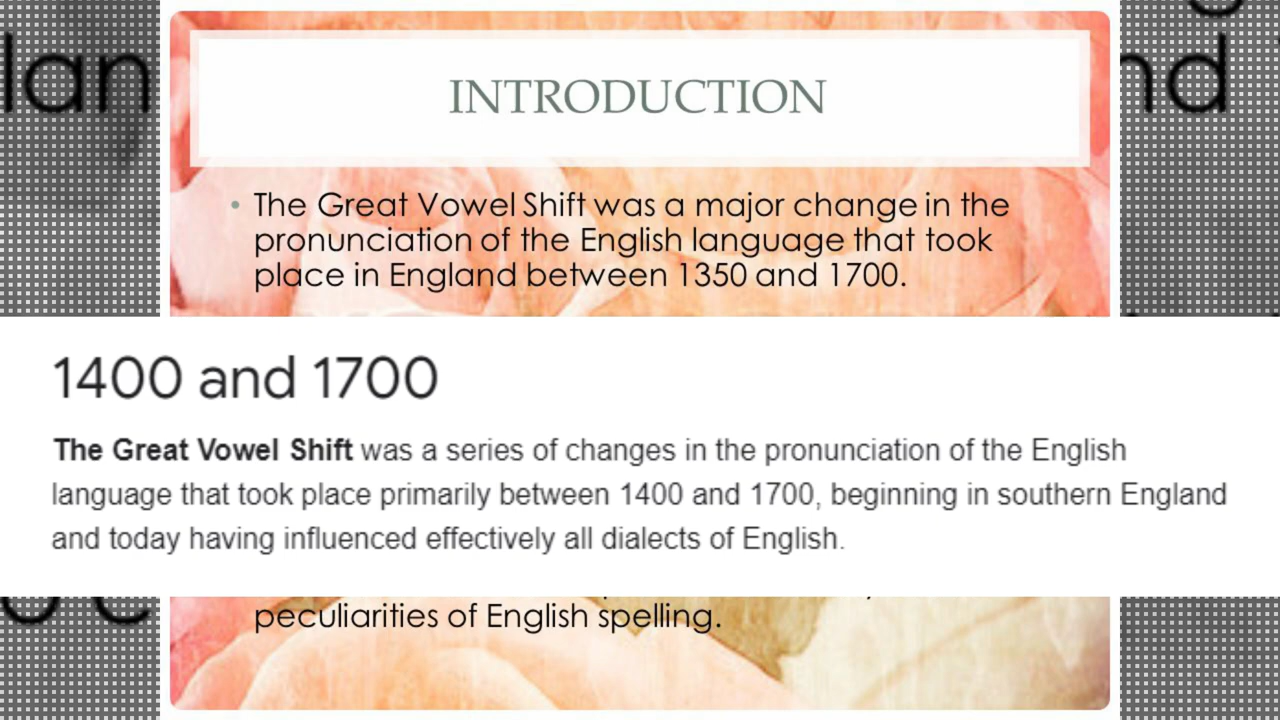 INTRODUCTION
• The Great Vowel Shift was a major change in the
pronunciation of the English language that took
place in England between 1350 and 1700.
1400 and 1700
The Great Vowel Shift was a series of changes in the pronunciation of the English
language that took place primarily between 1400 and 1700, beginning in southern England
and today having influenced effectively all dialects of English.
peculiarities of English spelling.